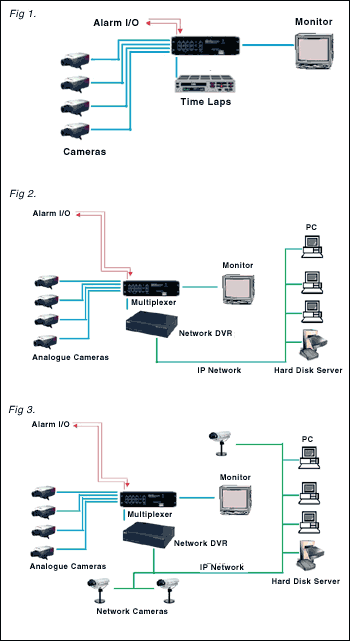 Fig 1.
Alarm I/O
Monitor
Time Laps
Cameras
Fig 2.
Alarm I/O
PC
Monitor
Multiplexer
Network DVR
Analogue Cameras
IP Network
Hard Disk Server
Fig 3.
Alarm I/O
PC
Monitor
Multiplexer
Network DVR
Analogue Cameras
IP Network
Hard Disk Server
Network Cameras